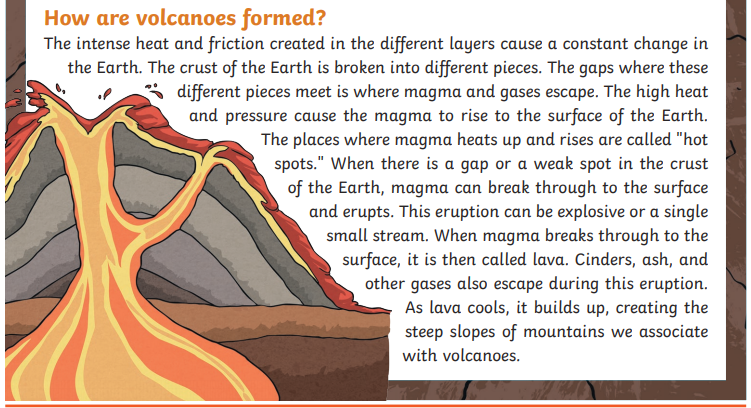 How are volcanoes formed?
The intense heat and friction created in the different layers cause a constant change in
the Earth. The crust of the Earth is broken into different pieces. The gaps where these
different pieces meet is where magma and gases escape. The high heat
and pressure cause the magma to rise to the surface of the Earth.
The places where magma heats up and rises are called "hot
spots." When there is a gap or a weak spot in the crust
of the Earth, magma can break through to the surface
and erupts. This eruption can be explosive or a single
small stream. When magma breaks through to the
surface, it is then called lava. Cinders, ash, and
other gases also escape during this eruption.
As lava cools, it builds up, creating the
steep slopes of mountains we associate
with volcanoes.